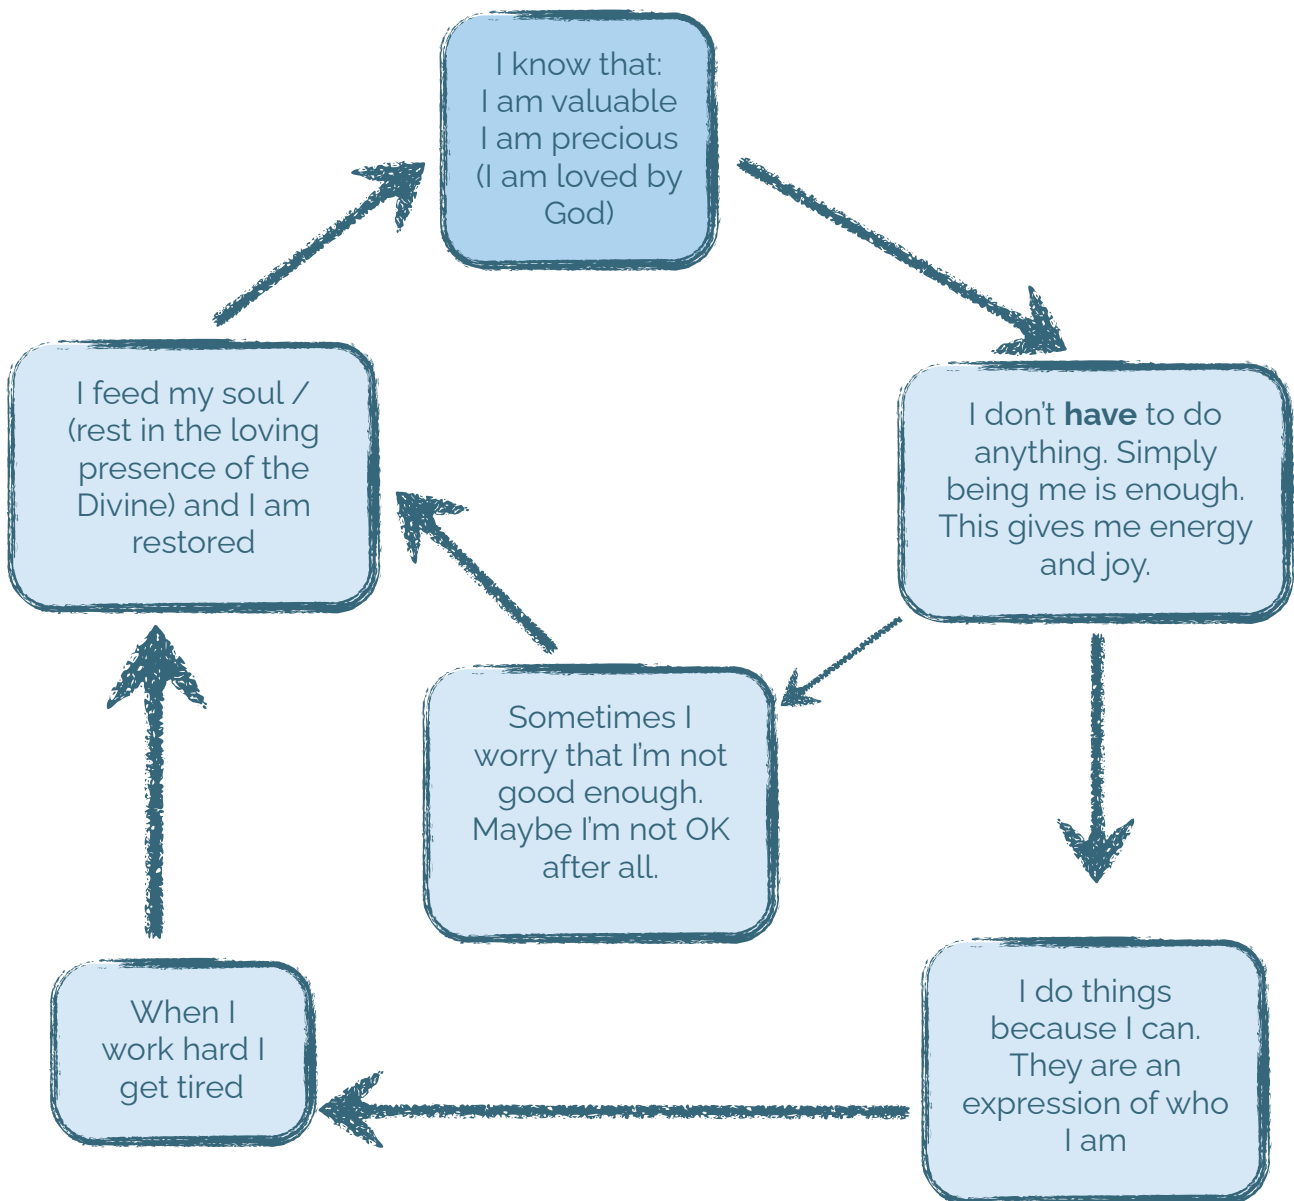 I know that:
I am valuable
I am precious
(I am loved by
God)
I don't have to do
anything. Simply
being me is enough.
This gives me energy
and joy.
I do things
because I can.
They are an
expression of who
I am
When I
work hard I
get tired
I feed my soul /
(rest in the loving
presence of the
Divine) and I am
restored
Sometimes I
worry that I'm not
good enough.
Maybe I'm not OK
after all.